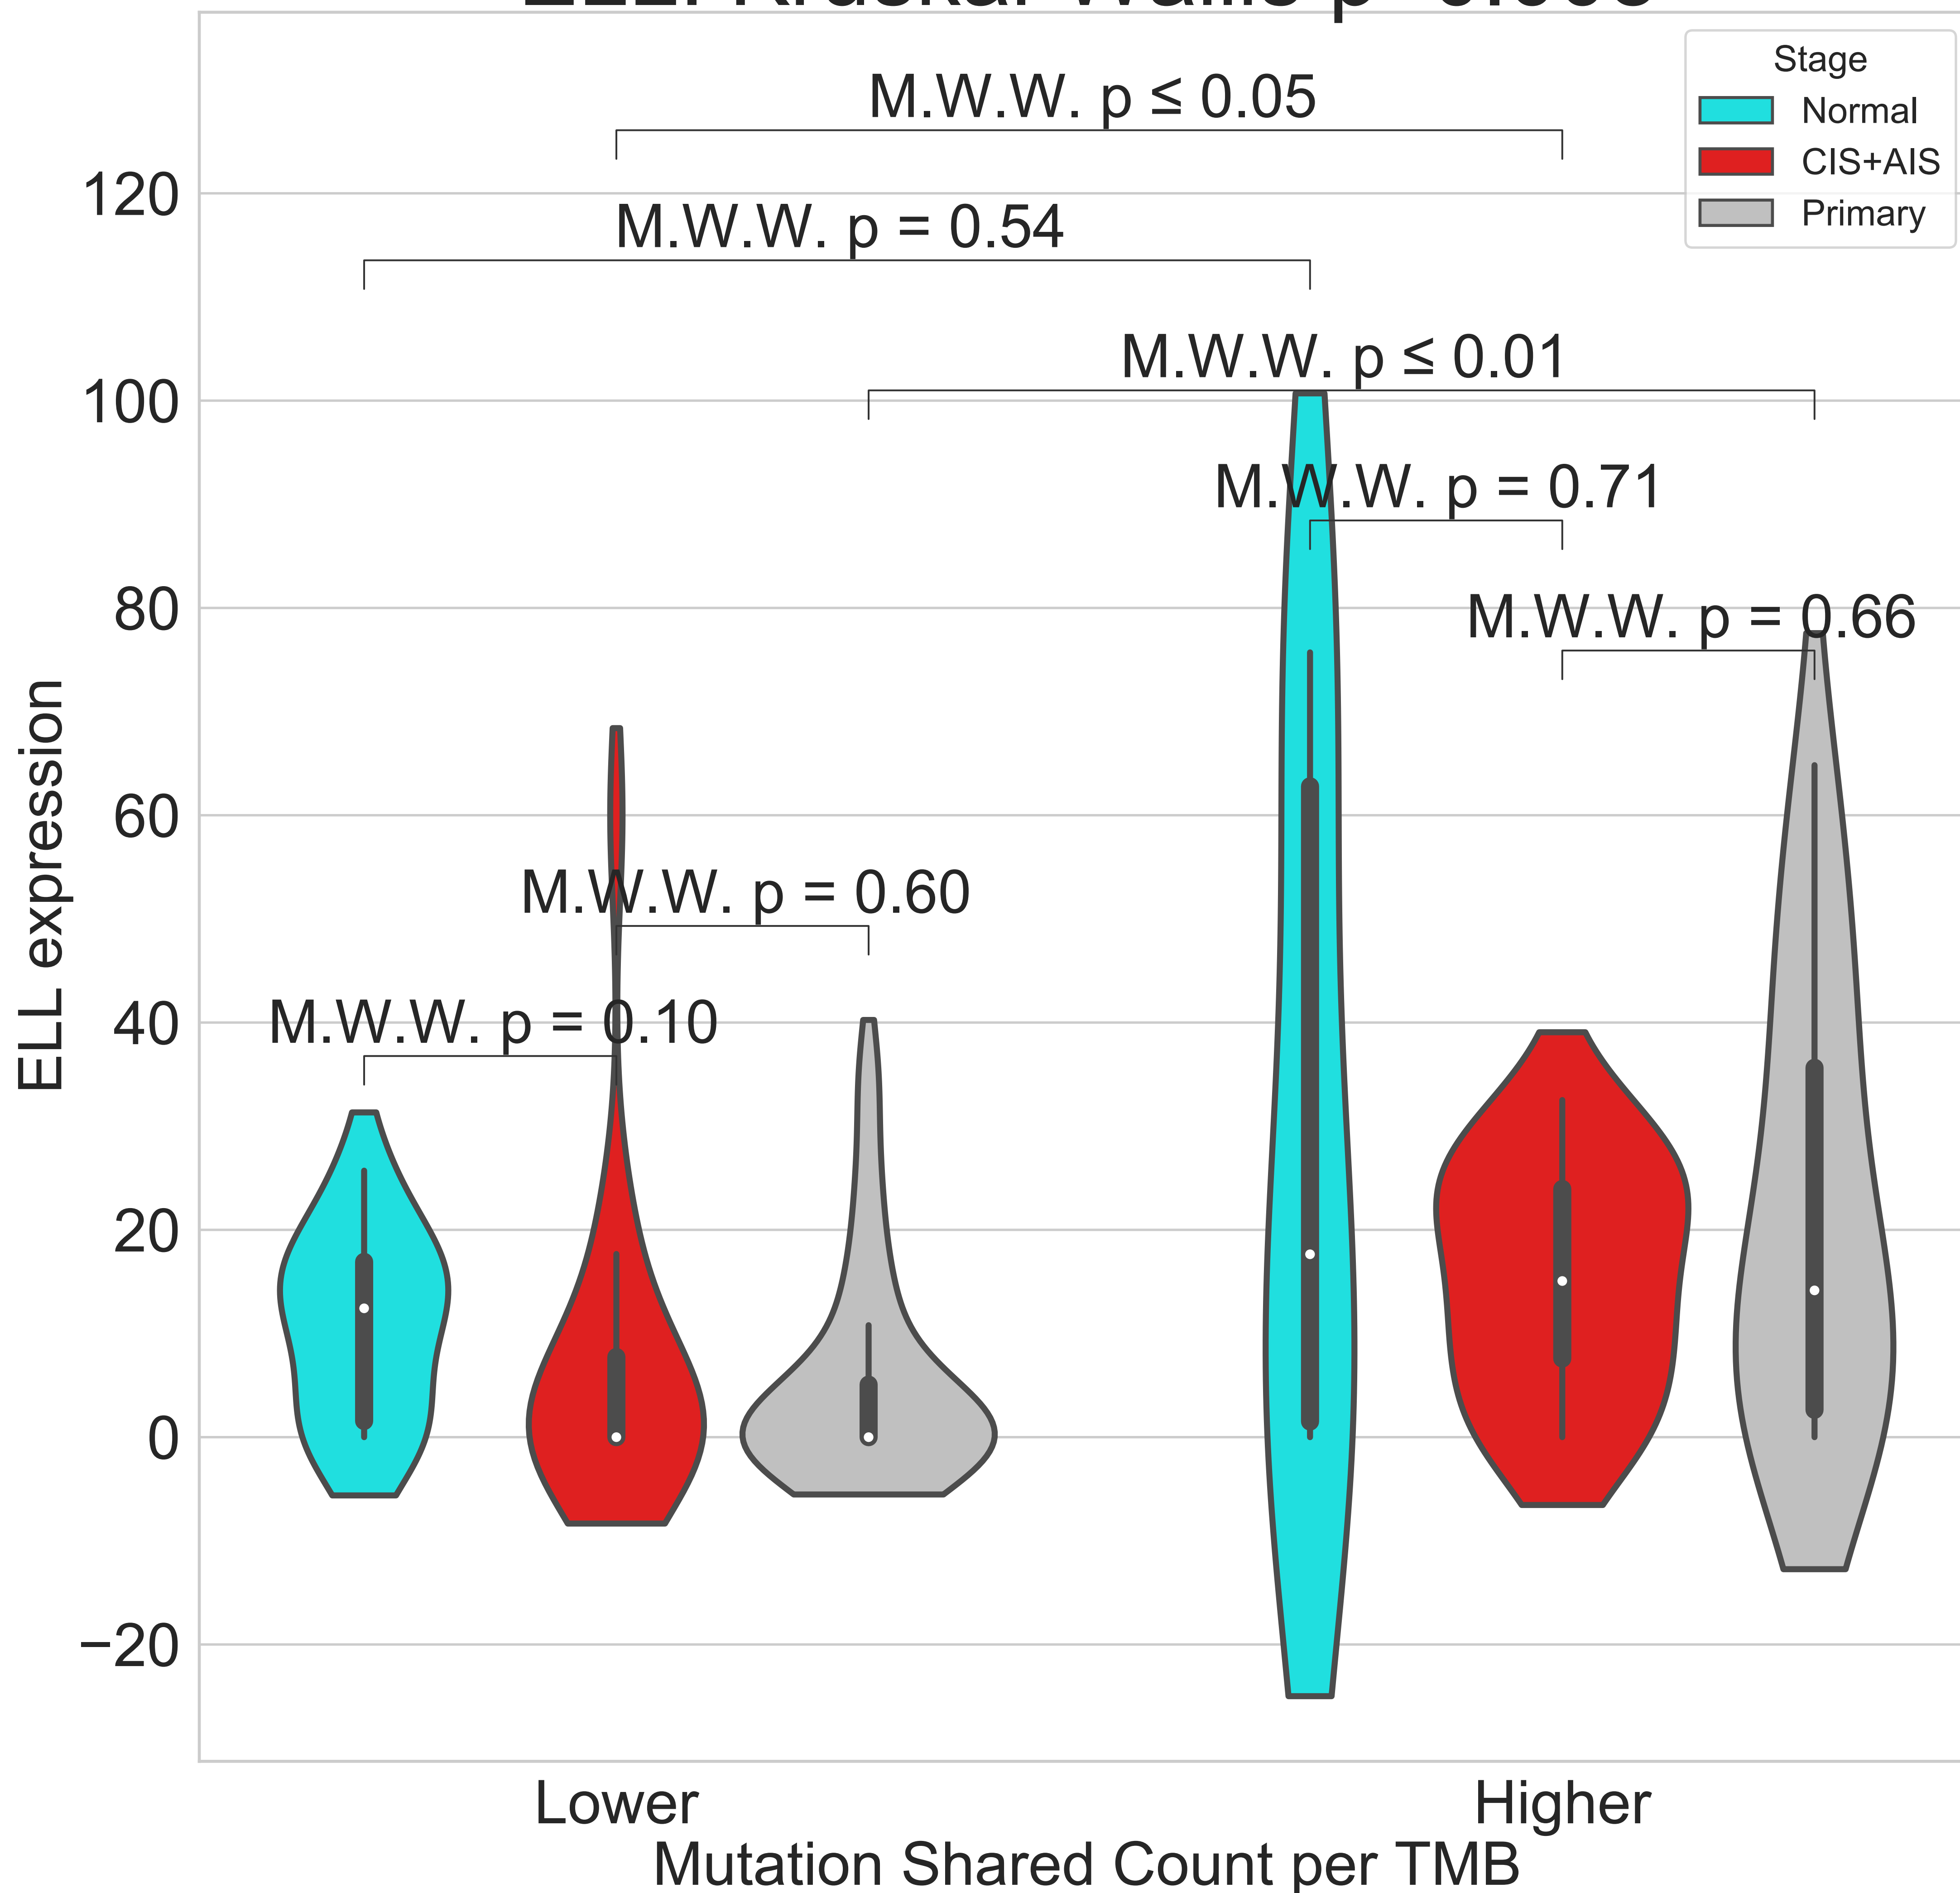 Stage
Normal
CIS+AIS
Primary
M.W.W. p ≤ 0.05
M.W.W. p = 0.54
M.W.W. p ≤ 0.01
M.W.W. p = 0.71
M.W.W. p = 0.66
M.W.W. p = 0.60
M.W.W. p = 0.10
120
100
80
60
40
20
0
−20
ELL expression
Lower
Higher
Mutation Shared Count per TMB